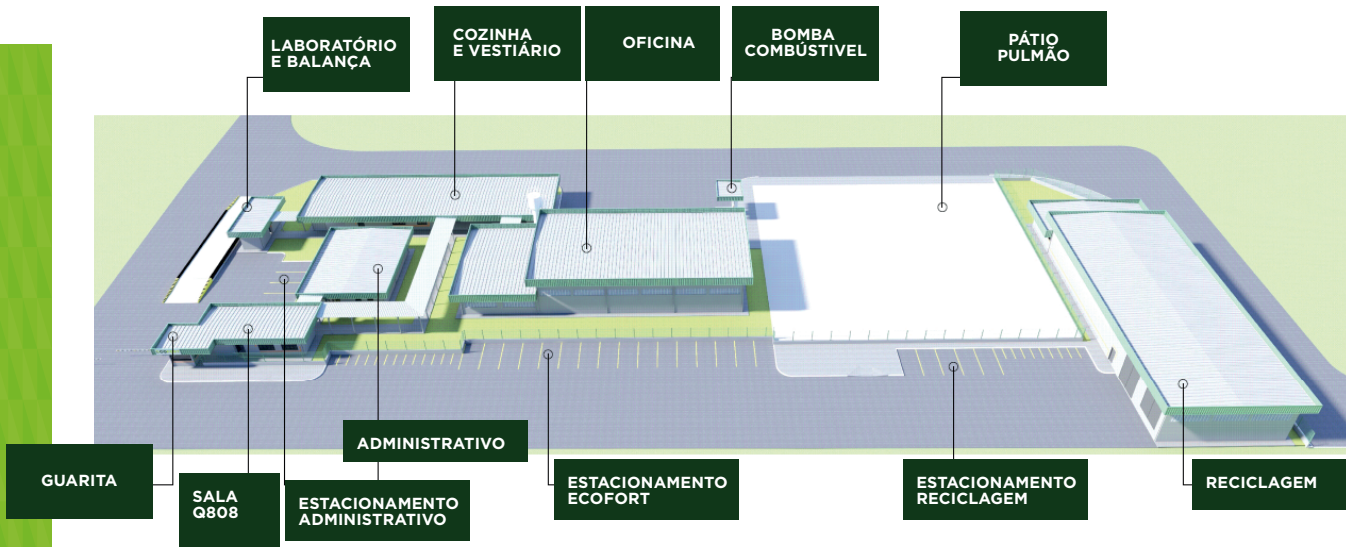 LABORATÓRIO
E BALANÇA
COZINHA
E VESTIÁRIO
OFICINA
BOMBA
COMBÚSTIVEL
PÁTIO
PULMÃO
GUARITA
SALA
Q808
ESTACIONAMENTO
ADMINISTRATIVO
ADMINISTRATIVO
ESTACIONAMENTO
ECOFORT
ESTACIONAMENTO
RECICLAGEM
RECICLAGEM